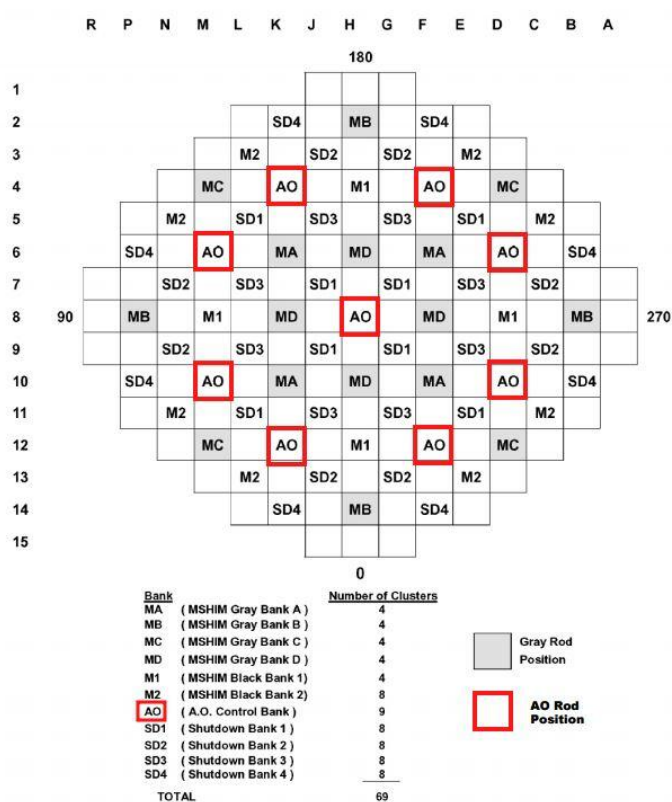 R P N M L K J H G F E D C B A
180
1
2 SD4 MB SD4
3 M2 SD2 SD2 M2
4 MC AO M1 AO MC
5 M2 SD1 SD3 SD3 SD1 M2
6 SD4 AO MA MD MA AO SD4
7 SD2 SD3 SD1 SD1 SD3 SD2
8 90 MB M1 MD AO MD M1 MB 270
9 SD2 SD3 SD1 SD1 SD3 SD2
10 SD4 AO MA MD MA AO SD4
11 M2 SD1 SD3 SD3 SD1 M2
12 MC AO M1 AO MC
13 M2 SD2 SD2 M2
14 SD4 MB SD4
15
0
Bank Number of Clusters
MA ( MSHIM Gray Bank A ) 4
MB ( MSHIM Gray Bank B ) 4
MC ( MSHIM Gray Bank C ) 4
MD ( MSHIM Gray Bank D ) 4
M1 ( MSHIM Black Bank 1) 4
M2 ( MSHIM Black Bank 2) 8
AO ( A.O. Control Bank ) 9
SD1 ( Shutdown Bank 1 ) 8
SD2 ( Shutdown Bank 2 ) 8
SD3 ( Shutdown Bank 3 ) 8
SD4 ( Shutdown Bank 4 ) 8
TOTAL 69
Gray Rod
Position
AO Rod
Position